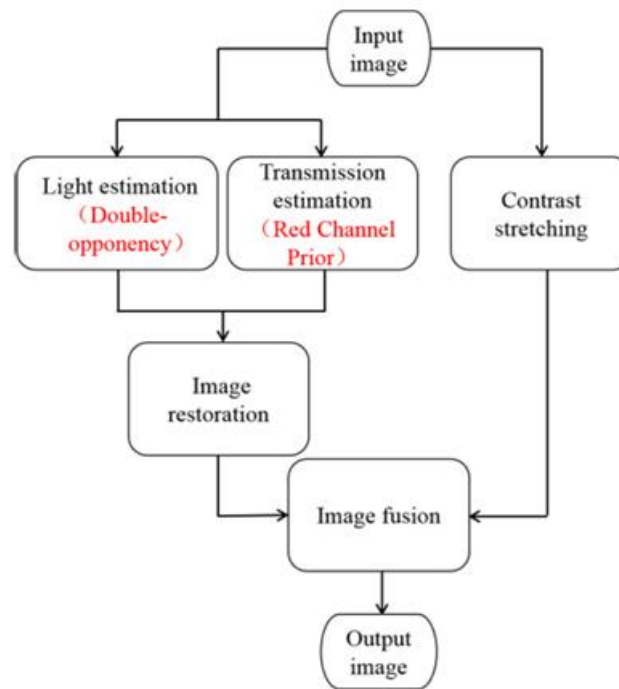 Input
image
Light estimation
（Double-
opponency）
Transmission
estimation
（Red Channel
Prior）
Contrast
stretching
Image
restoration
Image fusion
Output
image